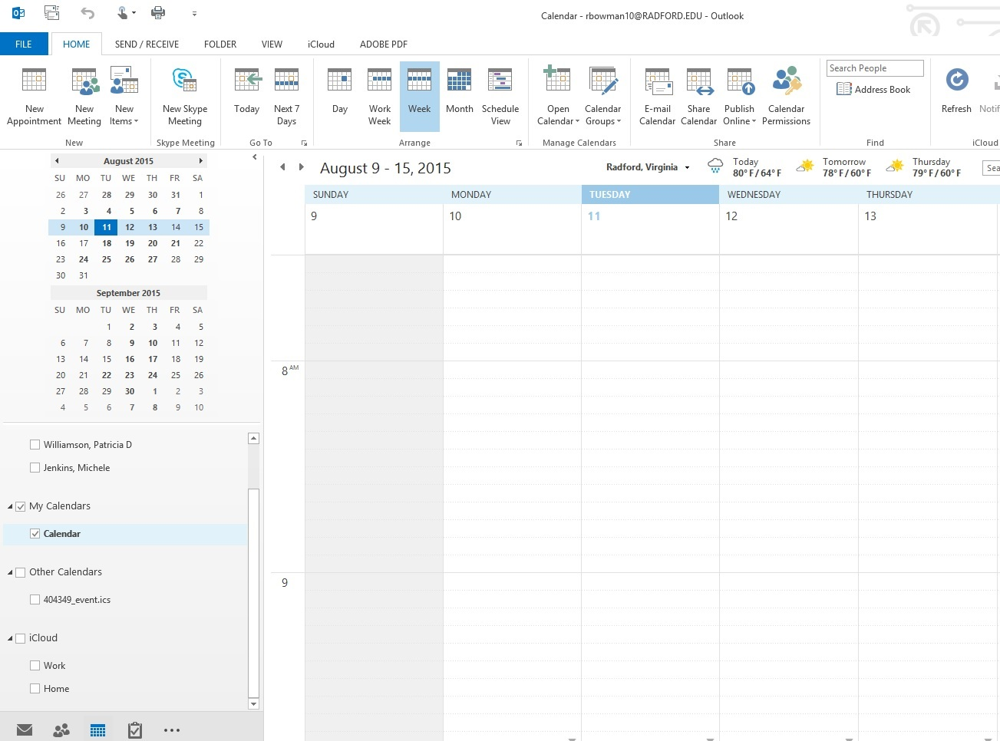 Calendar - rbowman10@RADFORD.EDU - Outlook
FILE HOME SEND / RECEIVE FOLDER VIEW iCloud ADOBE PDF
New Appointment
New Meeting
New Items
New
New Skype Meeting
Skype Meeting
Today
Next 7 Days
Go To
Day
Work Week
Week
Month
Schedule View
Arrange
Open Calendar
Calendar Groups
Manage Calendars
E-mail Calendar
Share Calendar
Publish Online
Calendar Permissions
Share
Search People
Address Book
Find
Refresh
iCloud
August 2015
SU MO TU WE TH FR SA
26 27 28 29 30 31 1
2 3 4 5 6 7 8
9 10 11 12 13 14 15
16 17 18 19 20 21 22
23 24 25 26 27 28 29
30 31
September 2015
SU MO TU WE TH FR SA
1 2 3 4 5
6 7 8 9 10 11 12
13 14 15 16 17 18 19
20 21 22 23 24 25 26
27 28 29 30 1 2 3
4 5 6 7 8 9 10
Williamson, Patricia D
Jenkins, Michele
My Calendars
Calendar
Other Calendars
404349_event.ics
iCloud
Work
Home
August 9 - 15, 2015
Radford, Virginia
Today
80° F / 64° F
Tomorrow
78° F / 60° F
Thursday
79° F / 60° F
SUNDAY MONDAY TUESDAY WEDNESDAY THURSDAY
9 10 11 12 13
8 AM
9